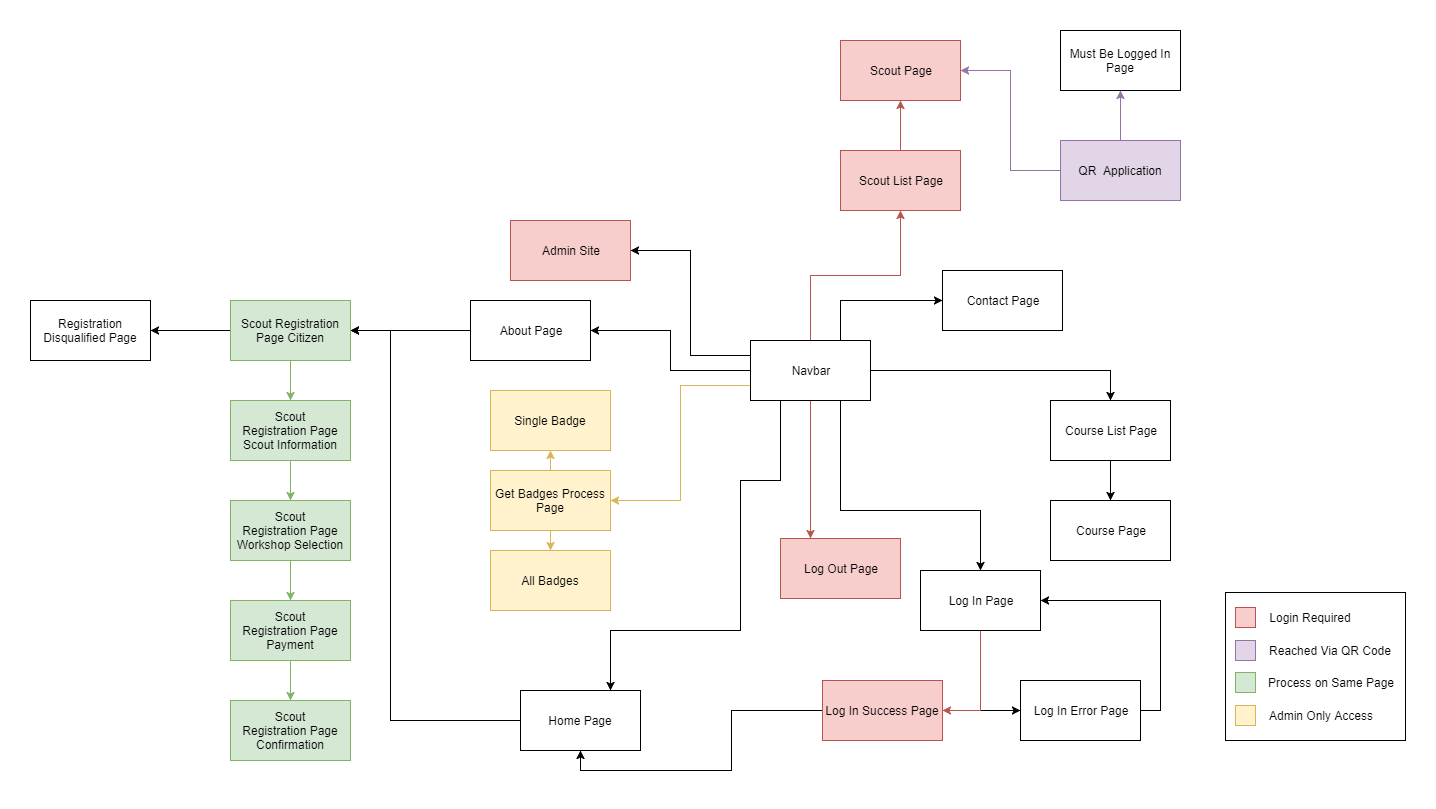 Must Be Logged In
Page
Scout Page
QR  Application
Scout List Page
Admin Site
Contact Page
Registration
Disqualified Page
Scout Registration
Page Citizen
About Page
Navbar
Single Badge
Scout
Registration Page
Scout Information
Course List Page
Get Badges Process
Page
Scout
Registration Page
Workshop Selection
Course Page
All Badges
Log Out Page
Log In Page
Scout
Registration Page
Payment
Home Page
Log In Success Page
Log In Error Page
Scout
Registration Page
Confirmation
Login Required
Reached Via QR Code
Process on Same Page
Admin Only Access